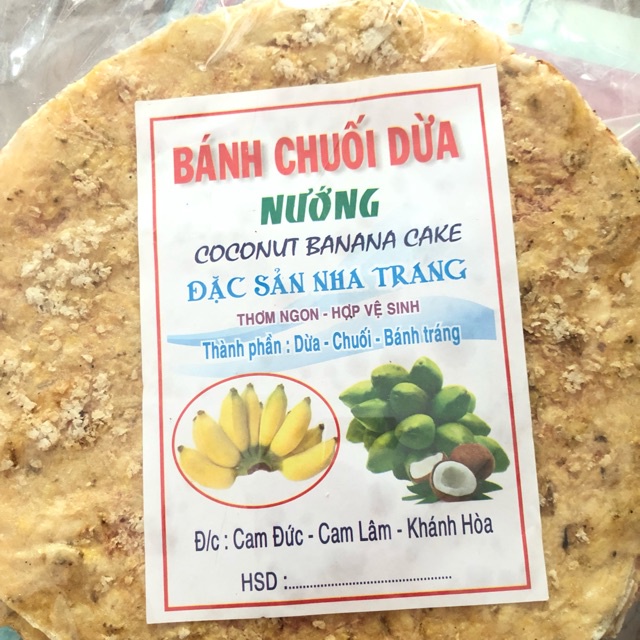 BÁNH CHUỐI DỪA
NƯỚNG
COCONUT BANANA CAKE
ĐẶC SẢN NHA TRANG
THƠM NGON - HỢP VỆ SINH
Thành phần : Dừa - Chuối - Bánh tráng
Đ/c : Cam Đức - Cam Lâm - Khánh Hòa
HSD :..........................................